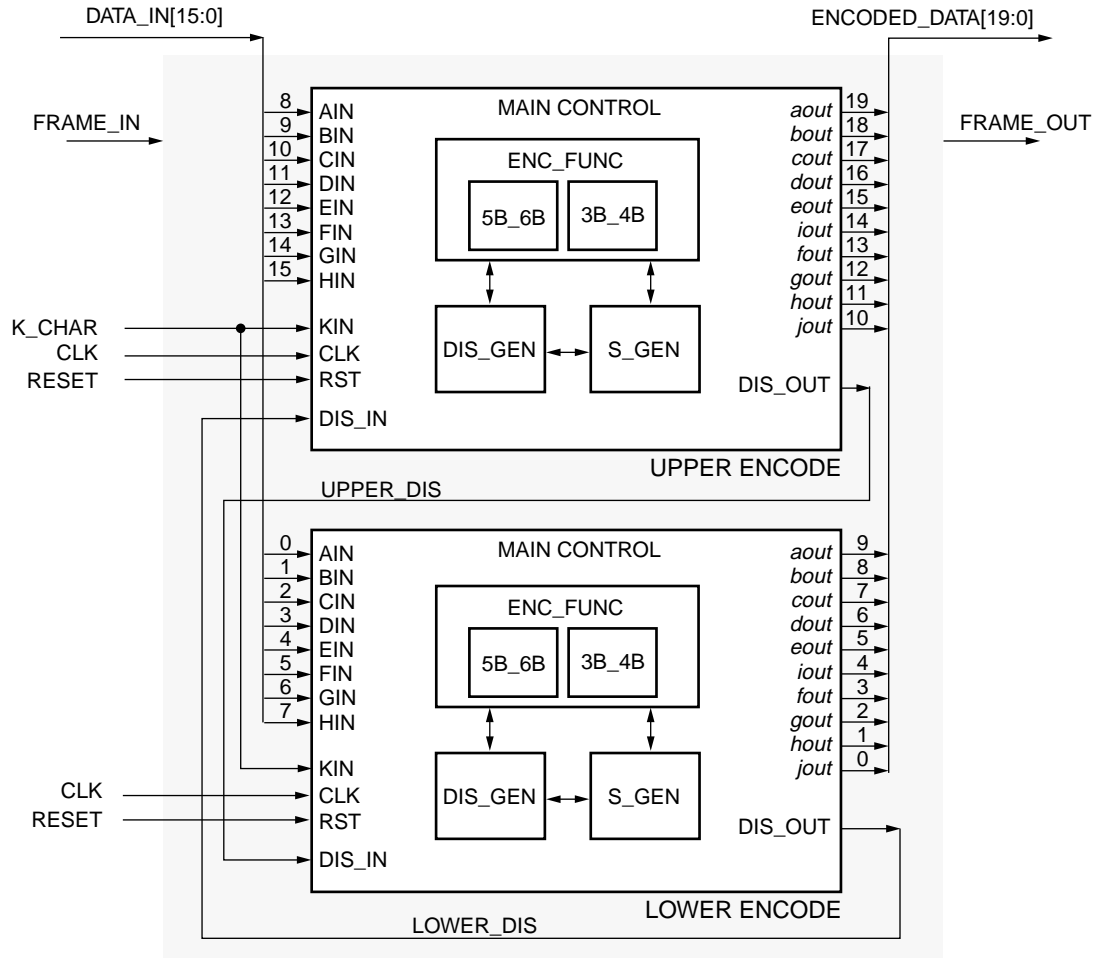 DATA_IN[15:0]
ENCODED_DATA[19:0]
FRAME_IN
FRAME_OUT
MAIN CONTROL
ENC_FUNC
5B_6B
3B_4B
DIS_GEN
S_GEN
8 AIN
9 BIN
10 CIN
11 DIN
12 EIN
13 FIN
14 GIN
15 HIN
K_CHAR KIN
CLK CLK
RESET RST
DIS_IN
aout 19
bout 18
cout 17
dout 16
eout 15
iout 14
fout 13
gout 12
hout 11
jout 10
DIS_OUT
UPPER ENCODE
UPPER_DIS
MAIN CONTROL
ENC_FUNC
5B_6B
3B_4B
DIS_GEN
S_GEN
0 AIN
1 BIN
2 CIN
3 DIN
4 EIN
5 FIN
6 GIN
7 HIN
KIN
CLK CLK
RESET RST
DIS_IN
aout 9
bout 8
cout 7
dout 6
eout 5
iout 4
fout 3
gout 2
hout 1
jout 0
DIS_OUT
LOWER ENCODE
LOWER_DIS